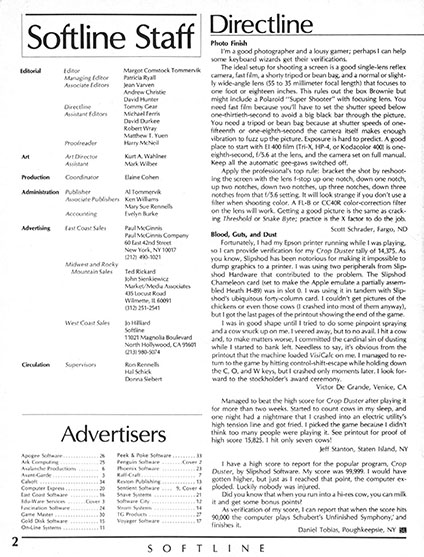 Softline Staff
Editorial
Editor
Margot Comstock Tommervik
Managing Editor
Patricia Ryall
Associate Editors
Jean Varven
Andrew Christie
David Hunter
Directline
Tommy Gear
Assistant Editors
Michael Ferris
David Durkee
Robert Wray
Matthew T. Yuen
Proofreader
Harry McNeil
Art
Art Director
Kurt A. Wahlner
Assistant
Mark Wilber
Production
Coordinator
Elaine Cohen
Administration
Publisher
Al Tommervik
Associate Publishers
Ken Williams
Mary Sue Rennells
Accounting
Evelyn Burke
Advertising
East Coast Sales
Paul McGinnis
Paul McGinnis Company
60 East 42nd Street
New York, NY 10017
(212) 490-1021
Midwest and Rocky
Mountain Sales
Ted Rickard
John Sienkiewicz
Market/Media Associates
435 Locust Road
Wilmette, Il 60091
(312) 251-2541
West Coast Sales
Jo Hilliard
Softline
11021 Magnolia Boulevard
North Hollywood, CA 91601
(213) 980-5074
Circulation
Supervisors
Ron Rennells
Hal Schick
Donna Siebert
Advertisers
Apogee Software 26
Ark Computing 25
Avalanche Productions 6
Avant-Garde 7
Calsoft 34
Computer Express 20
East Coast Software 16
Edu-Ware Services Cover 3
Fascination Software 24
Game Master 30
Gold Disk Software 15
On-Line Systems 11
Peek & Poke Software 33
Penguin Software Cover 2
Phoenix Software 23
Rall-Craft 7
Reston Publishing 13
Sentient Software 9, Cover 4
Stave Systems 21
Software City 12
Stoem Systems 14
TG Products 27
Voyager Software 17
Directline
Photo Finish
I'm a good photographer and a lousy gamer; perhaps I can help
some keyboard wizards get their verifications.
The ideal setup for shooting a screen is a good single-lens reflex
camera, fast film, a shorty tripod or bean bag, and a normal or slight-
ly wide-angle lens (55 to 35 millimeter focal length) that focuses to
one foot or eighteen inches. This rules out the box Brownie but
might include a Polaroid "Super Shooter" with focusing lens. You
need fast film because you'll have to set the shutter speed below
one-thirtieth-second to avoid a big black bar through the picture.
You need a tripod or bean bag because at shutter speeds of one-
fifteenth or one-eighth-second the camera itself makes enough
vibration to fuzz up the picture. Exposure is hard to predict. A good
place to start with EI 400 film (Tri-X, HP-4, or Kodacolor 400) is one-
eighth-second, f/5.6 at the lens, and the camera set on full manual.
Keep all the automatic gee-gaws switched off.
Apply the professional's top rule: bracket the shot by reshoot-
ing the screen with the lens f-stop up one notch, down one notch,
up two notches, down two notches, up three notches, down three
notches from that f/5.6 setting. It will look strange if you don't use a
filter when shooting color. A FL-B or CC40R color-correction filter
on the lens will work. Getting a good picture is the same as crack-
ing Threshold or Snake Byte; practice is the X factor to do the job.
Scott Schrader, Fargo, ND
Blood, Guts, and Dust
Fortunately, I had my Epson printer running while I was playing,
so I can provide verification for my Crop Duster tally of 14,375. As
you know, Slipshod has been notorious for making it impossible to
dump graphics to a printer. I was using two peripherals from Slip-
shod Hardware that contributed to the problem. The Slipshod
Chameleon card (set to make the Apple emulate a partially assem-
bled Heath H-89) was in slot 0. I was using it in tandem with Slip-
shod's ubiquitous forty-column card. I couldn't get pictures of the
chickens or even those cows (I crashed into most of them anyway),
but I got the last pages of the printout showing the end of the game.
I was in good shape until I tried to do some pinpoint spraying
and a cow snuck up on me. I veered away, but to no avail. I hit a cow
and, to make matters worse, I committed the cardinal sin of dusting
while I started to bank left. Needless to say, it's obvious from the
printout that the machine loaded VisiCalc on me. I managed to re-
turn to the game by hitting control-shift-escape while holding down
the C, O, and W keys, but I crashed only moments later. I look for-
ward to the stockholder's award ceremony.
Victor De Grande, Venice, CA
Managed to beat the high score for Crop Duster after playing it
for more than two weeks. Started to count cows in my sleep, and
one night had a nightmare that I crashed into an electric utility's
high tension line and got fried. I picked the game because I didn't
think too many people were playing it. See printout for proof of
high score 15,825. I hit only seven cows!
Jeff Stanton, Staten Island, NY
I have a high score to report for the popular program, Crop
Duster, by Slipshod Software. My score was 99,999. I would have
gotten higher, but just as I reached that point, the computer ex-
ploded. Luckily nobody was injured.
Did you know that when you run into a hi-res cow, you can milk
it and get some bonus points?
As verification of my score, I can report that when the score hits
90,000 the computer plays Schubert's Unfinished Symphony, and
finishes it.
Daniel Tobias, Poughkeepsie, NY
2
SOFTLINE